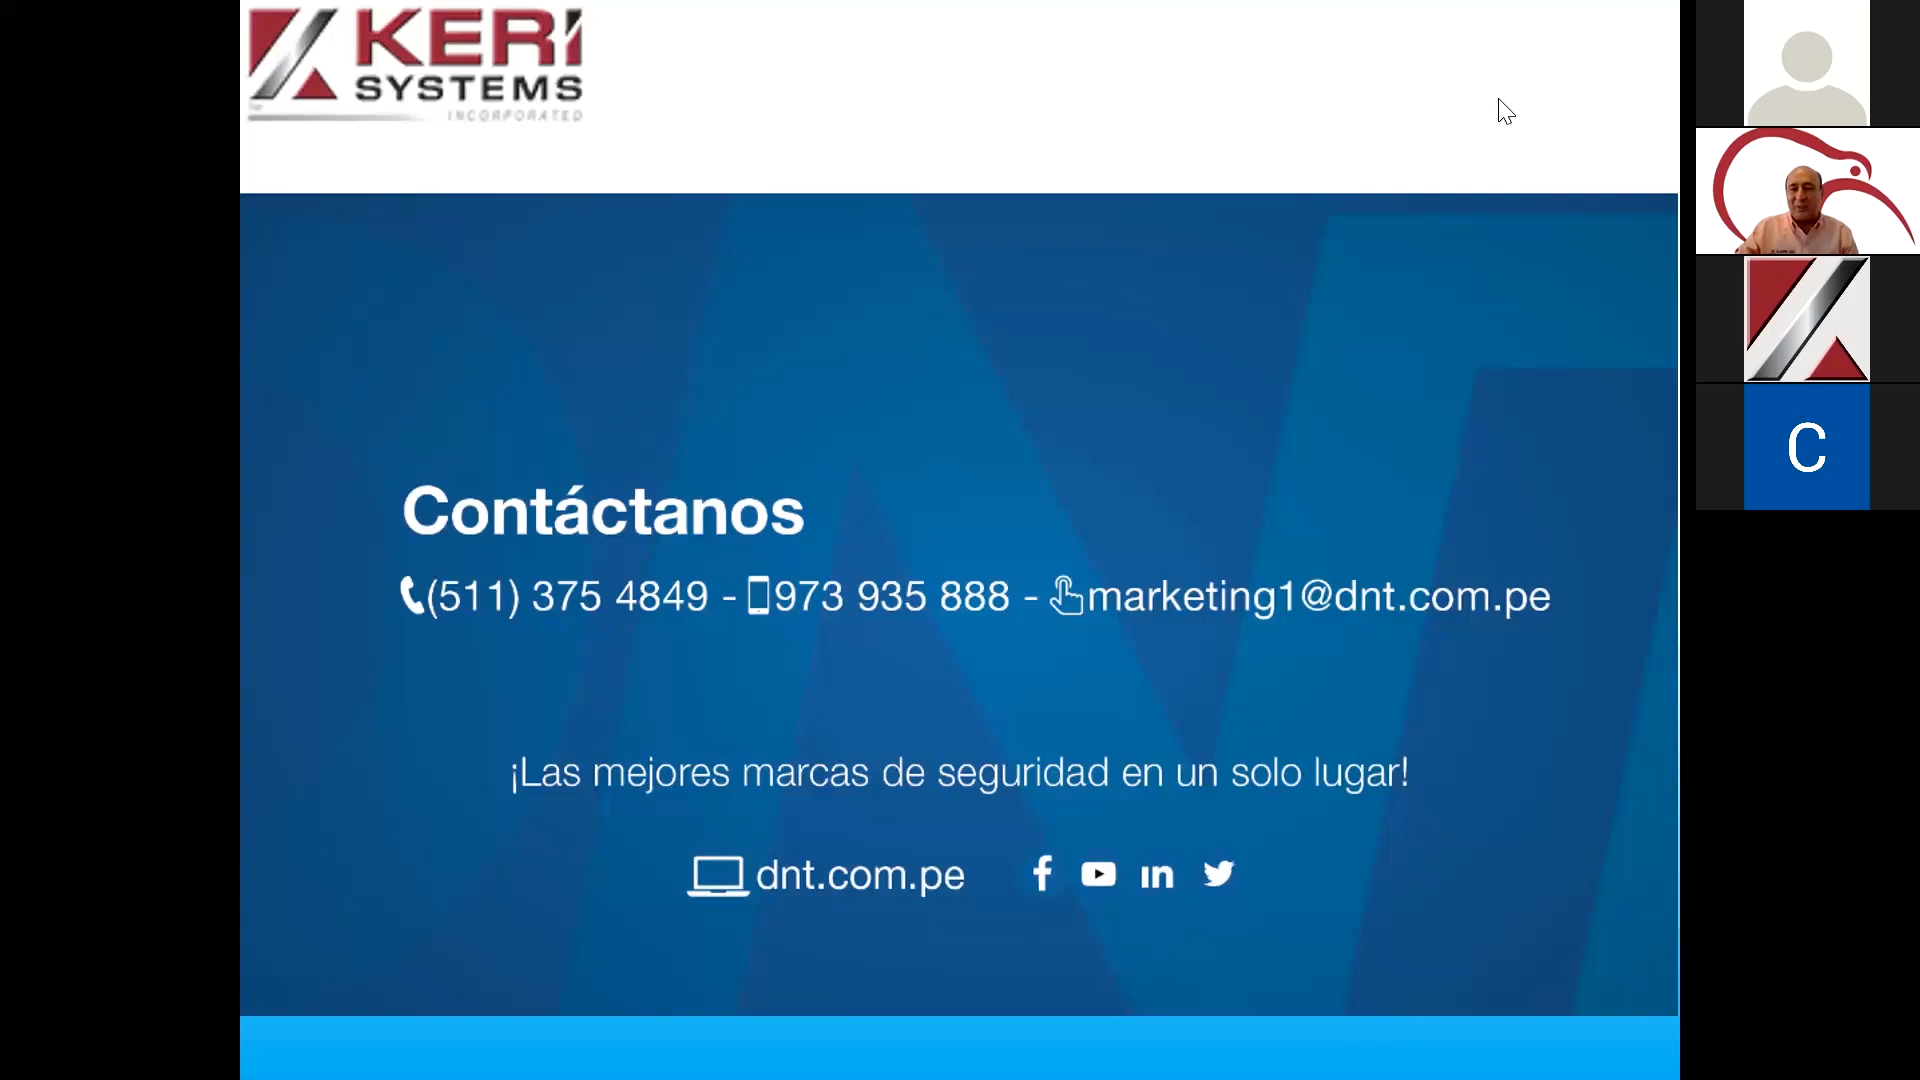 KERI
SYSTEMS
INCORPORATED
Contáctanos
(511) 375 4849 - 973 935 888 - marketing1@dnt.com.pe
¡Las mejores marcas de seguridad en un solo lugar!
dnt.com.pe
C